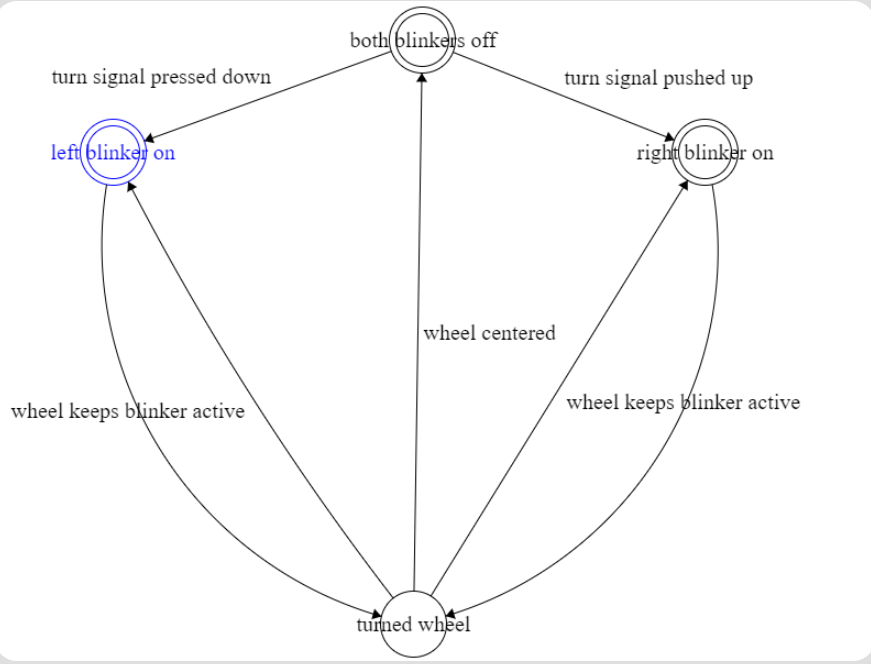 both blinkers off
turn signal pressed down
turn signal pushed up
left blinker on
right blinker on
wheel centered
wheel keeps blinker active
wheel keeps blinker active
turned wheel